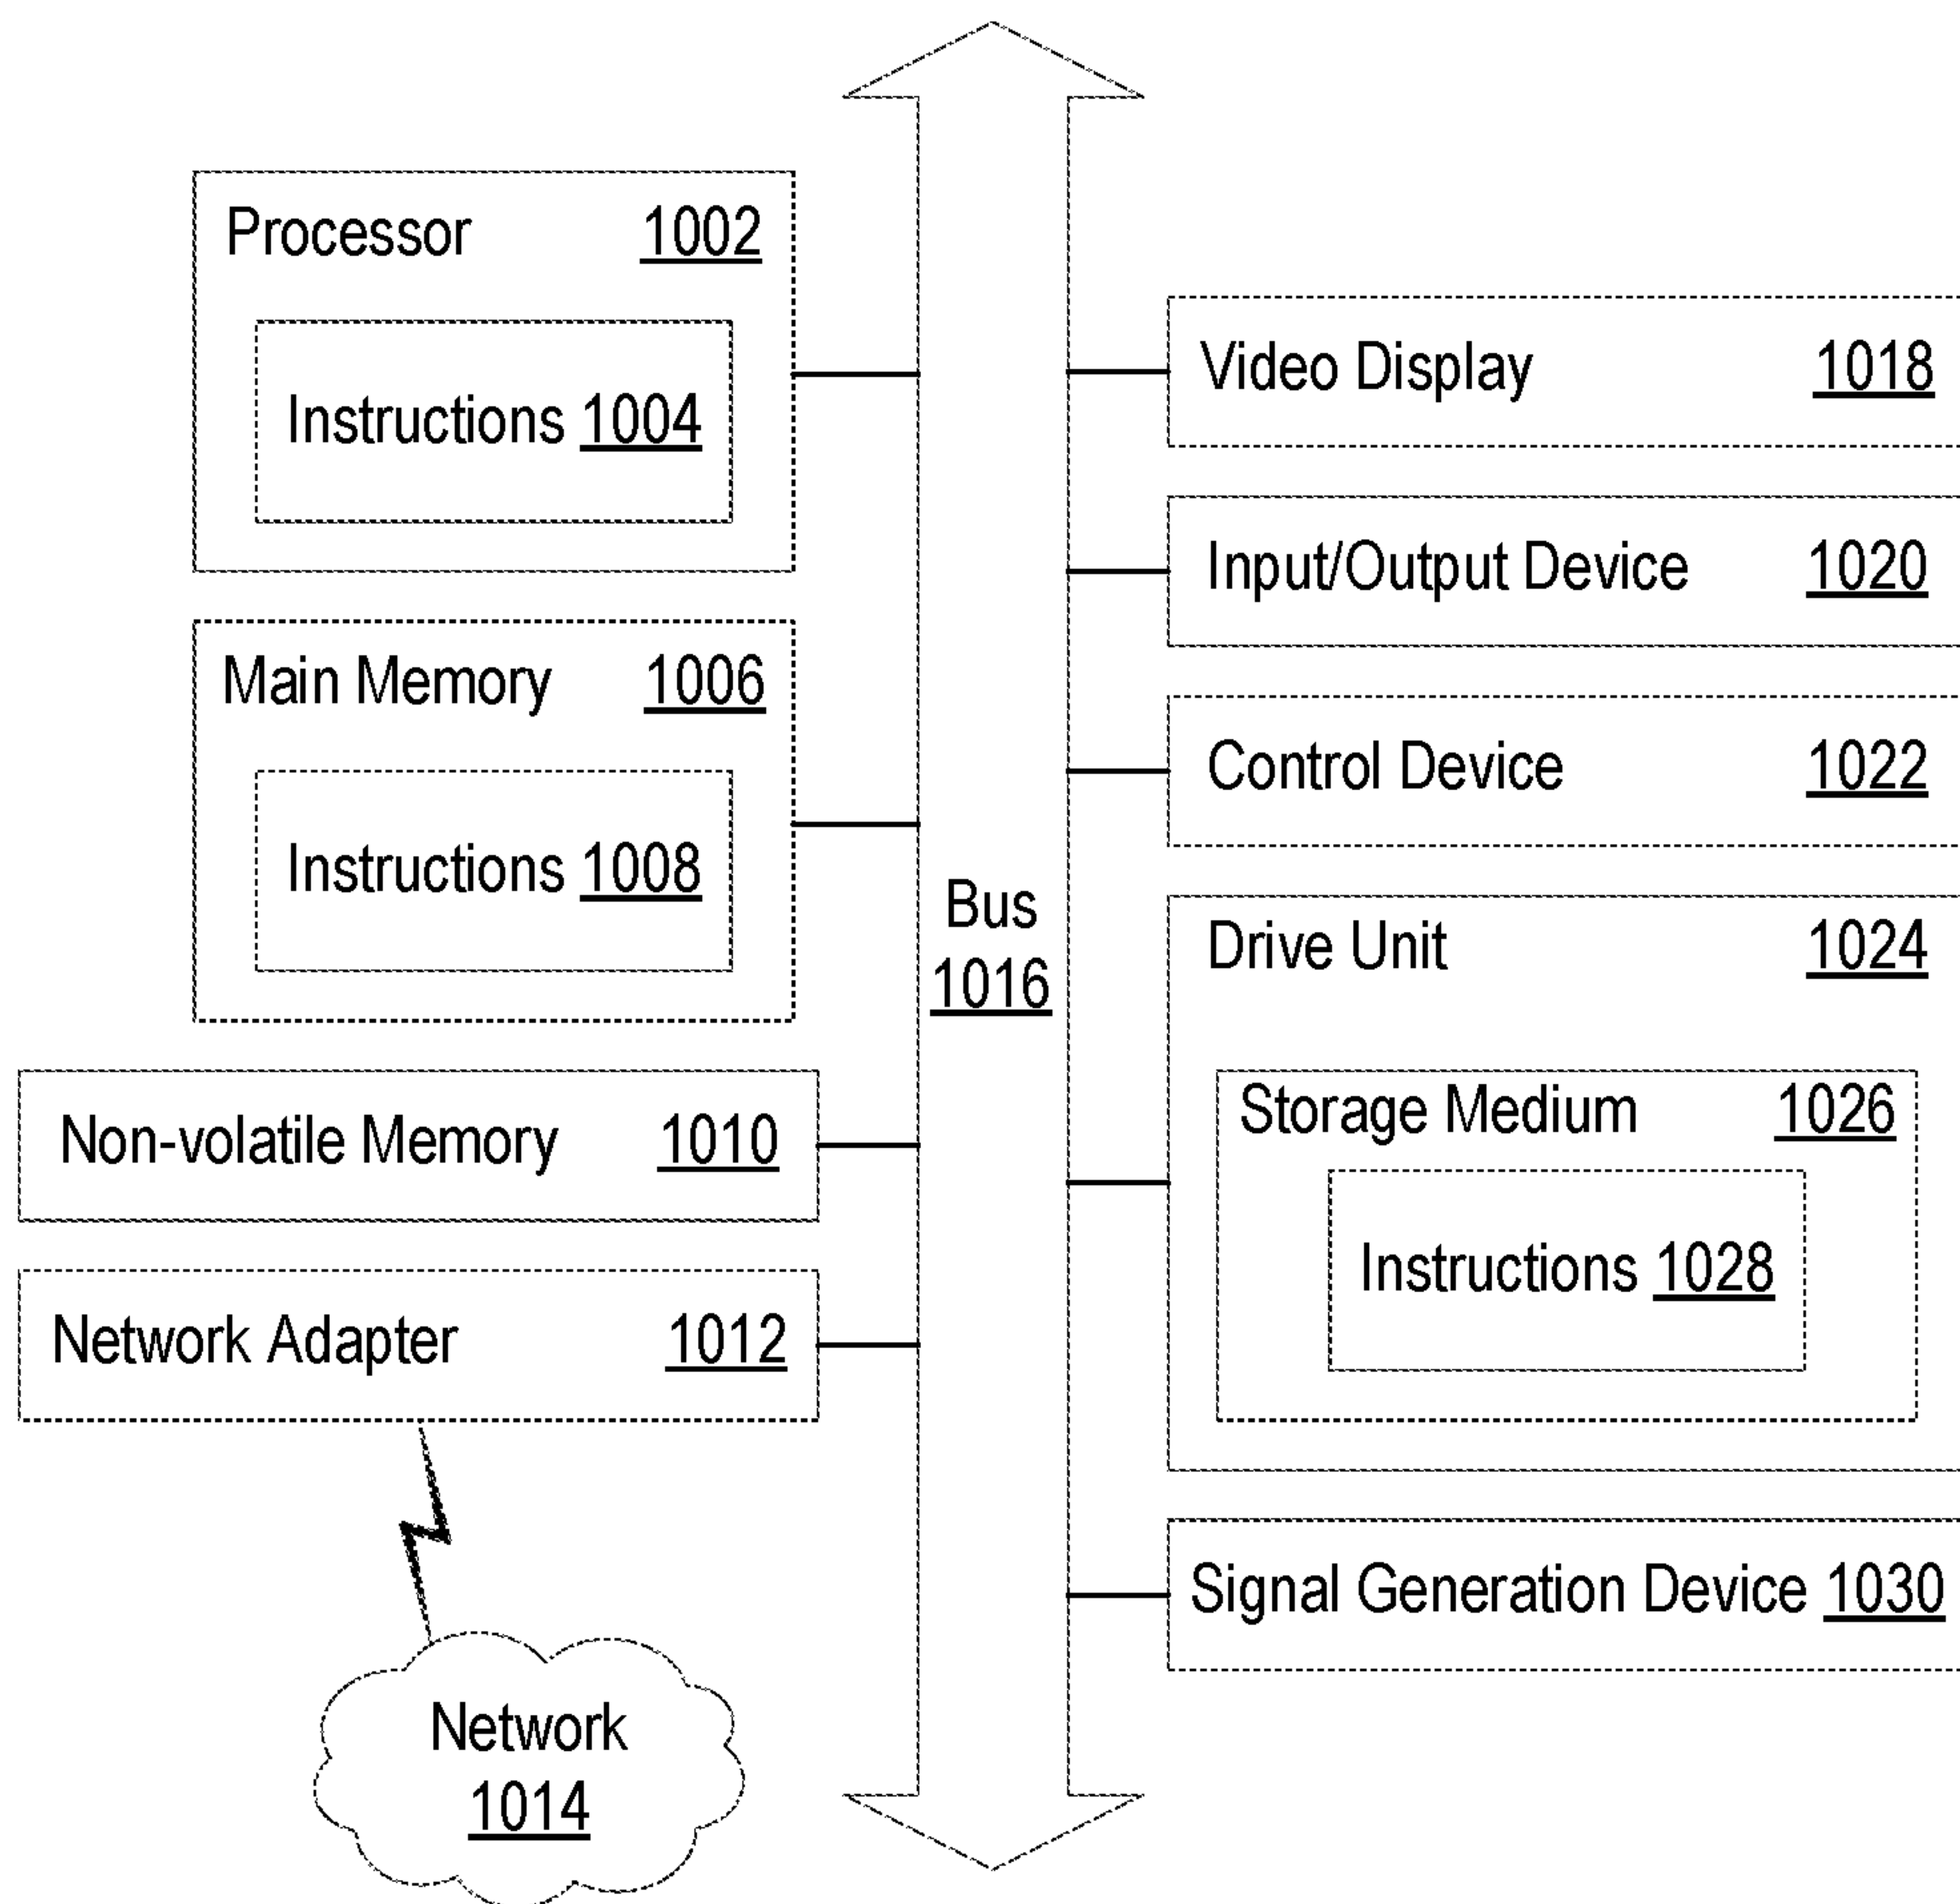 Processor 1002
Instructions 1004
Main Memory 1006
Instructions 1008
Non-volatile Memory 1010
Network Adapter 1012
Network
1014
Bus
1016
Video Display 1018
Input/Output Device 1020
Control Device 1022
Drive Unit 1024
Storage Medium 1026
Instructions 1028
Signal Generation Device 1030